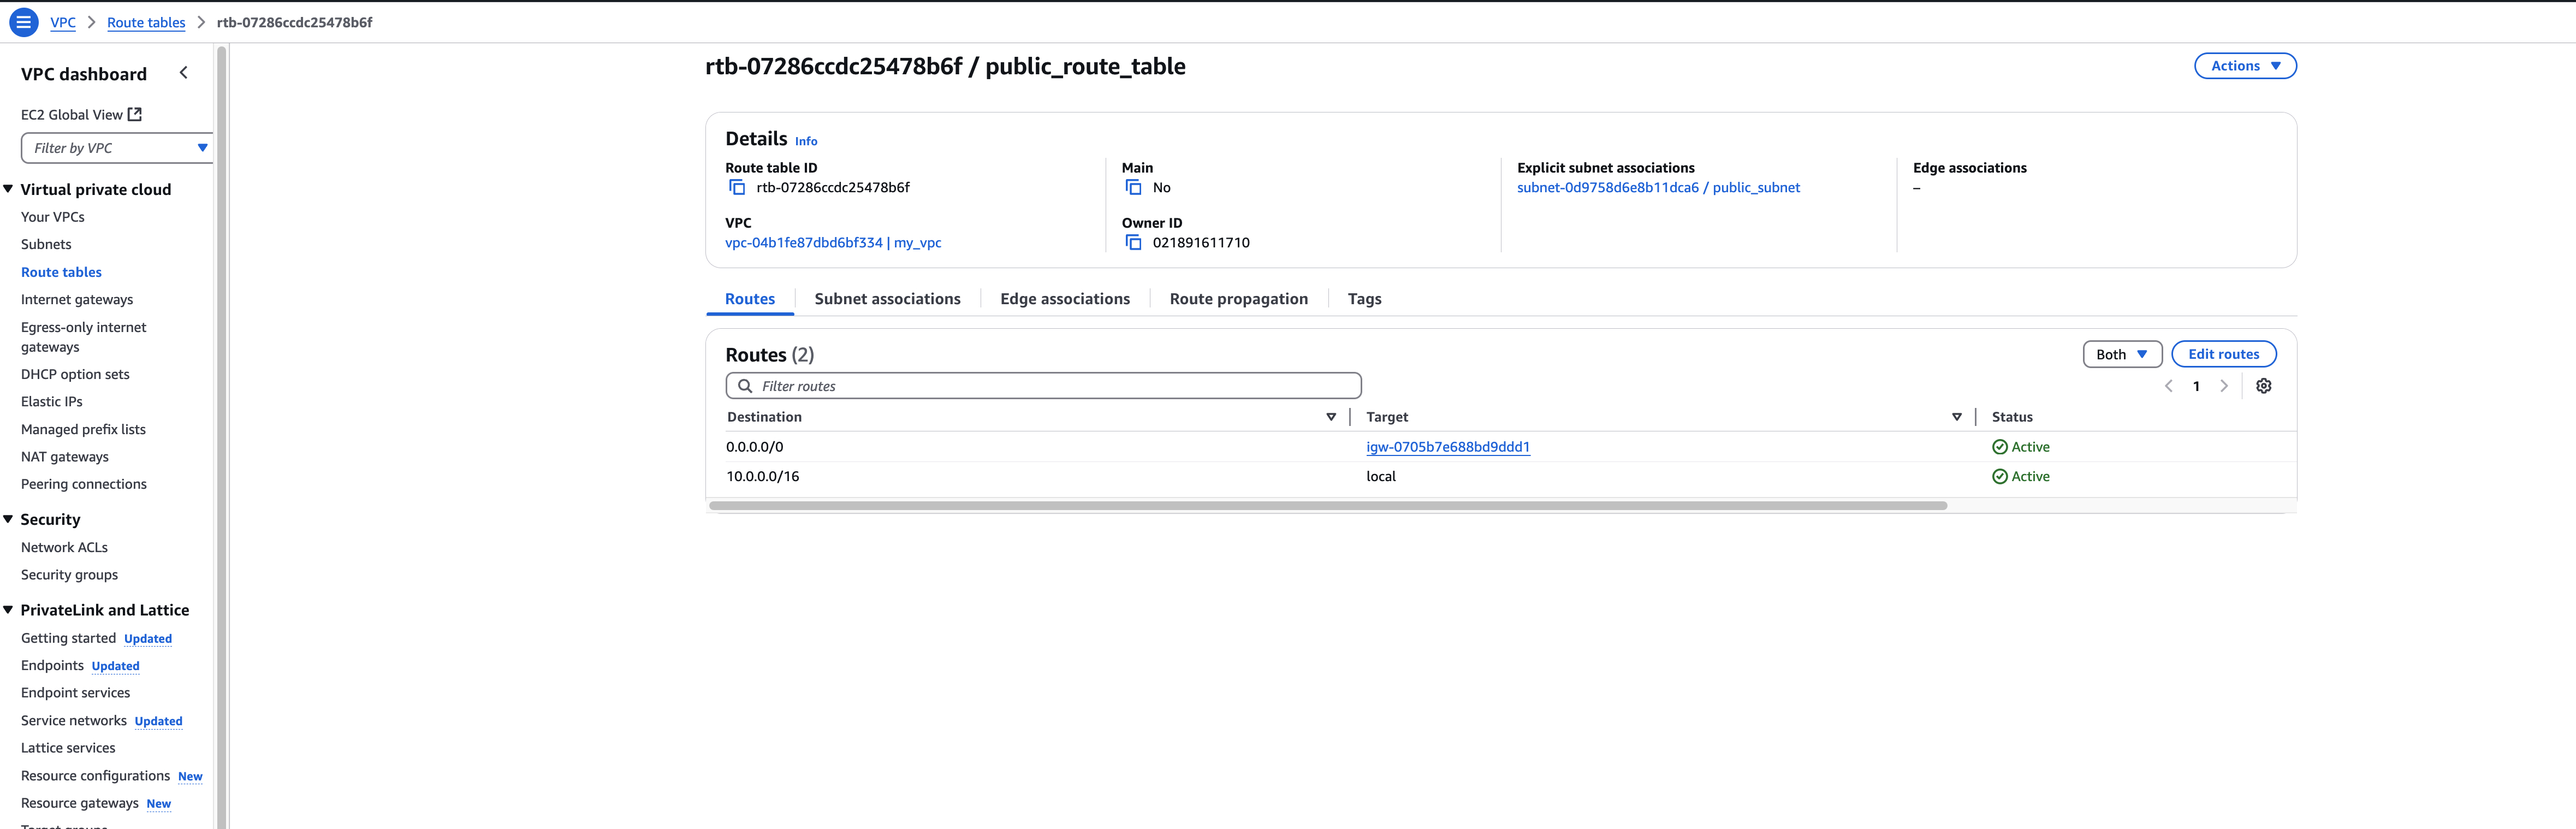 VPC > Route tables > rtb-07286ccdc25478b6f
VPC dashboard
EC2 Global View
Filter by VPC
Virtual private cloud
Your VPCs
Subnets
Route tables
Internet gateways
Egress-only internet
gateways
DHCP option sets
Elastic IPs
Managed prefix lists
NAT gateways
Peering connections
Security
Network ACLs
Security groups
PrivateLink and Lattice
Getting started Updated
Endpoints Updated
Endpoint services
Service networks Updated
Lattice services
Resource configurations New
Resource gateways New
Target groups
rtb-07286ccdc25478b6f / public_route_table
Actions
Details Info
Route table ID
rtb-07286ccdc25478b6f
Main
No
Explicit subnet associations
subnet-0d9758d6e8b11dca6 / public_subnet
Edge associations
–
VPC
vpc-04b1fe87dbd6bf334 | my_vpc
Owner ID
021891611710
Routes Subnet associations Edge associations Route propagation Tags
Routes (2)
Both Edit routes
Filter routes
1
Destination Target Status
0.0.0.0/0 igw-0705b7e688bd9ddd1 Active
10.0.0.0/16 local Active